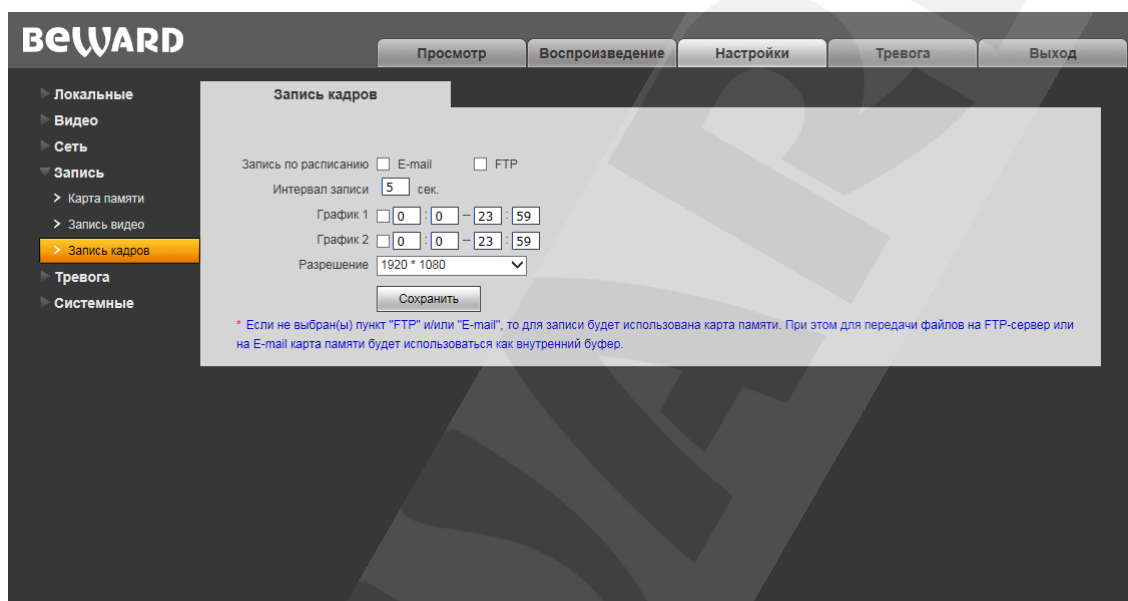 BEWARD
Просмотр Воспроизведение Настройки Тревога Выход
Локальные
Видео
Сеть
Запись
> Карта памяти
> Запись видео
> Запись кадров
Тревога
Системные
Запись кадров
Запись по расписанию E-mail FTP
Интервал записи 5 сек.
График 1 0 : 0 -- 23 : 59
График 2 0 : 0 -- 23 : 59
Разрешение 1920 * 1080
Сохранить
* Если не выбран(ы) пункт "FTP" и/или "E-mail", то для записи будет использована карта памяти. При этом для передачи файлов на FTP-сервер или
на E-mail карта памяти будет использоваться как внутренний буфер.